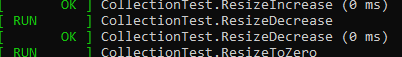 [       OK ] CollectionTest.ResizeIncrease (0 ms)
[ RUN      ] CollectionTest.ResizeDecrease
[       OK ] CollectionTest.ResizeDecrease (0 ms)
[ RUN      ] CollectionTest.ResizeToZero